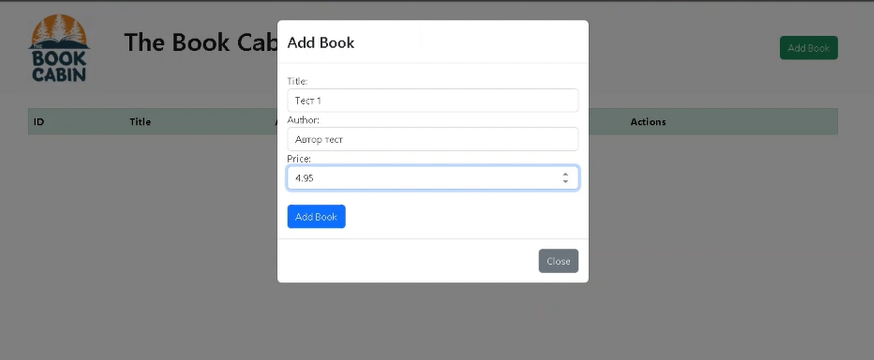 THE
BOOK
CABIN
The Book Cab
Add Book
ID
Title
Actions
Add Book
Title:
Тест 1
Author:
Автор тест
Price:
4.95
Add Book
Close